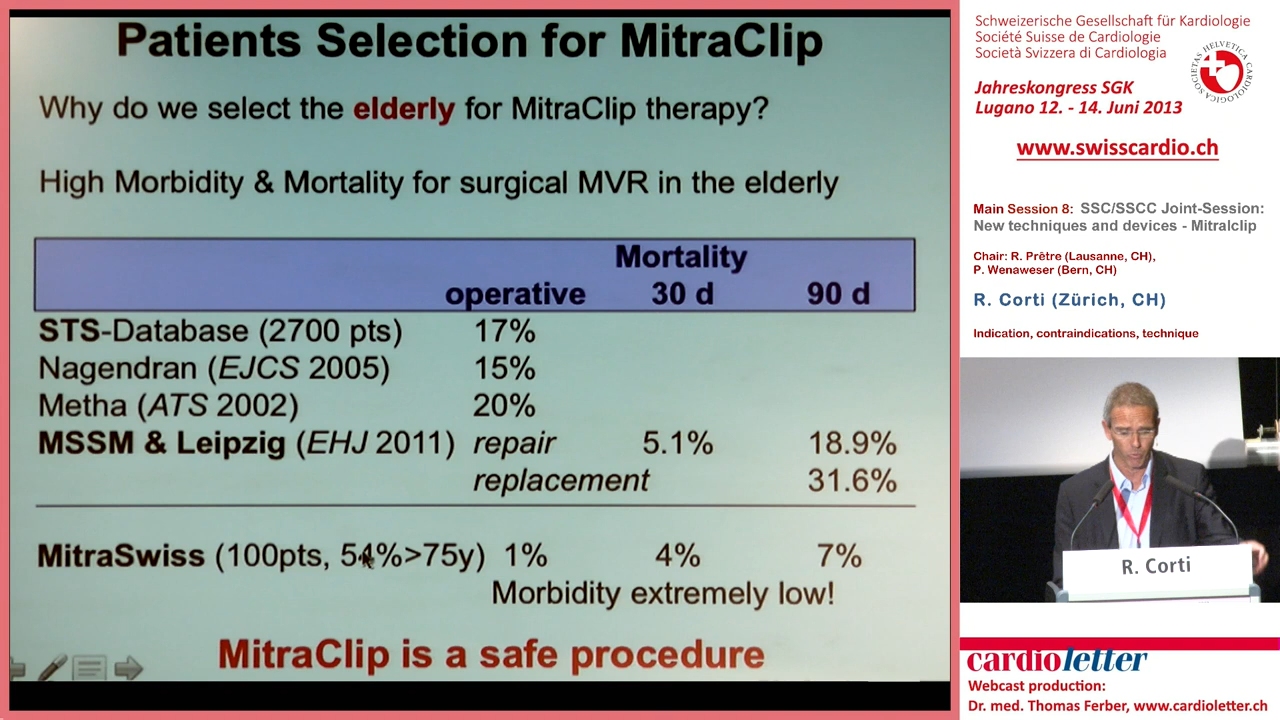 Patients Selection for MitraClip
Why do we select the elderly for MitraClip therapy?
High Morbidity & Mortality for surgical MVR in the elderly
Mortality
operative 30 d 90 d
STS-Database (2700 pts) 17%
Nagendran (EJCS 2005) 15%
Metha (ATS 2002) 20%
MSSM & Leipzig (EHJ 2011) repair 5.1% 18.9%
replacement 31.6%
MitraSwiss (100pts, 54%>75y) 1% 4% 7%
Morbidity extremely low!
MitraClip is a safe procedure
Schweizerische Gesellschaft für Kardiologie
Société Suisse de Cardiologie
Società Svizzera di Cardiologia
SOCIETAS HELVETICA CARDIOLOGICA
Jahreskongress SGK
Lugano 12. - 14. Juni 2013
www.swisscardio.ch
Main Session 8: SSC/SSCC Joint-Session:
New techniques and devices - Mitralclip
Chair: R. Prêtre (Lausanne, CH),
P. Wenaweser (Bern, CH)
R. Corti (Zürich, CH)
Indication, contraindications, technique
R. Corti
cardioletter
Webcast production:
Dr. med. Thomas Ferber, www.cardioletter.ch